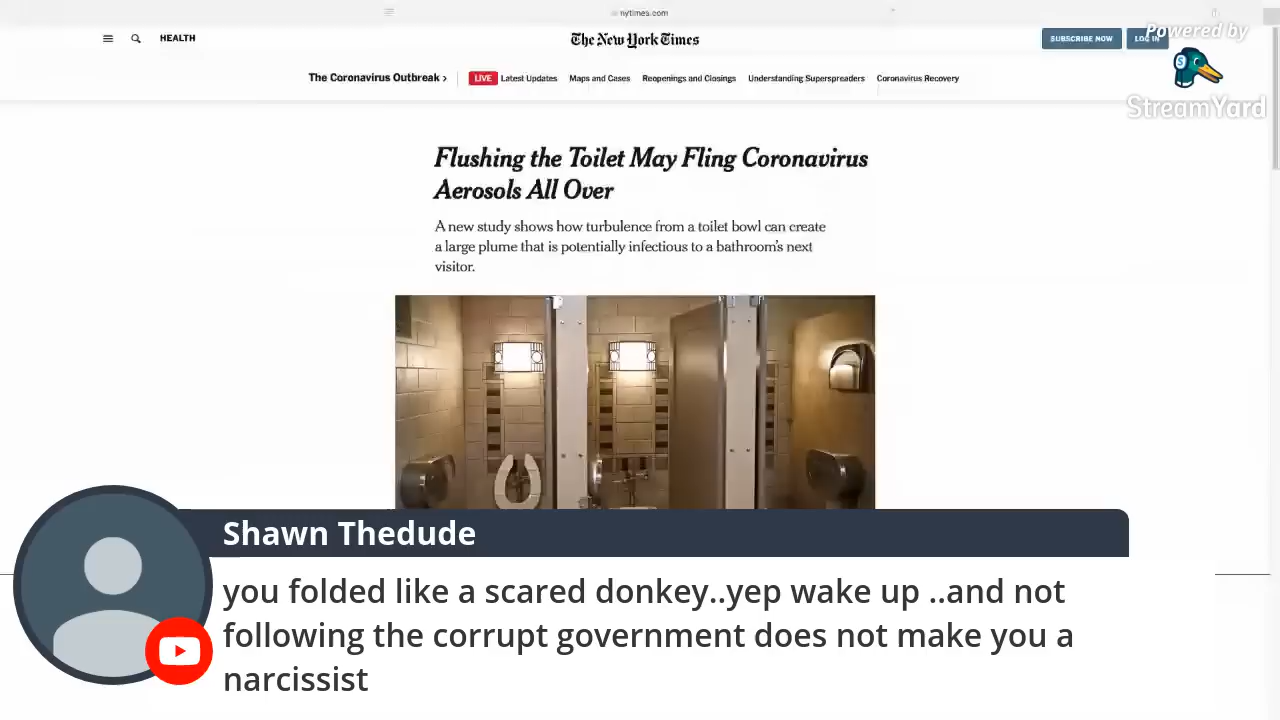 nytimes.com
HEALTH
The New York Times
SUBSCRIBE NOW
LOG IN
Powered by
StreamYard
The Coronavirus Outbreak ›
LIVE Latest Updates Maps and Cases Reopenings and Closings Understanding Superspreaders Coronavirus Recovery
Flushing the Toilet May Fling Coronavirus
Aerosols All Over
A new study shows how turbulence from a toilet bowl can create
a large plume that is potentially infectious to a bathroom's next
visitor.
Shawn Thedude
you folded like a scared donkey..yep wake up ..and not
following the corrupt government does not make you a
narcissist